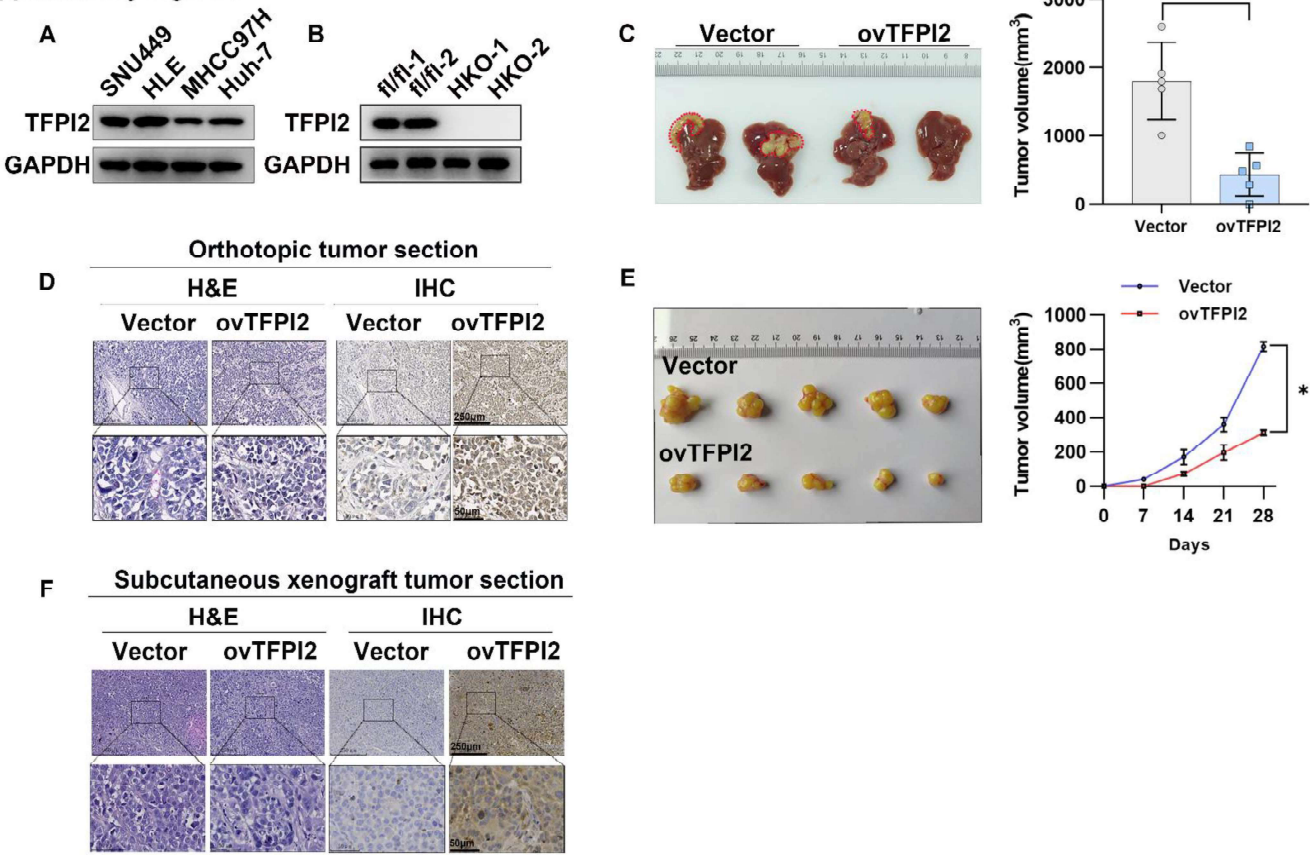 A
SNU449
HLE
MHCC97H
Huh-7
TFPI2
GAPDH
B
fl/fl-1
fl/fl-2
HKO-1
HKO-2
TFPI2
GAPDH
C
Vector ovTFPI2
Tumor volume(mm³)
3000
2000
1000
0
Vector ovTFPI2
D
Orthotopic tumor section
H&E IHC
Vector ovTFPI2 Vector ovTFPI2
250μm
50μm
E
Vector
ovTFPI2
Vector
ovTFPI2
Tumor volume(mm³)
1000
800
600
400
200
0
*
0 7 14 21 28
Days
F
Subcutaneous xenograft tumor section
H&E IHC
Vector ovTFPI2 Vector ovTFPI2
250μm
50μm